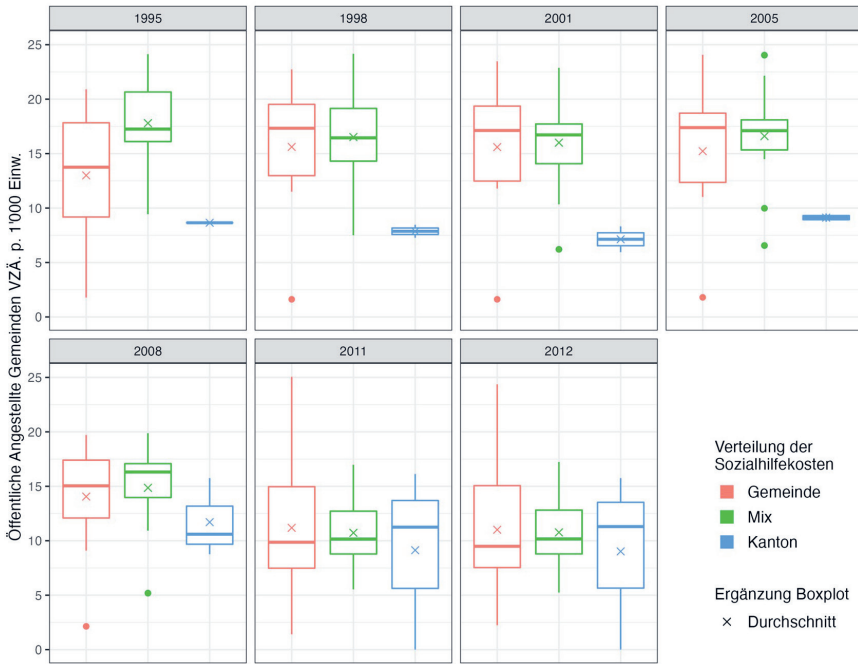 1995
1998
2001
2005
Öffentliche Angestellte Gemeinden VZÄ. p. 1'000 Einw.
25
20
15
10
5
0
2008
2011
2012
25
20
15
10
5
0
Verteilung der
Sozialhilfekosten
Gemeinde
Mix
Kanton
Ergänzung Boxplot
Durchschnitt